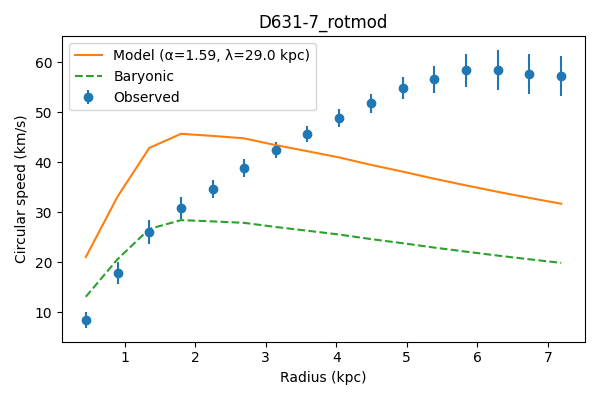 D631-7_rotmod
Model (α=1.59, λ=29.0 kpc)
Baryonic
Observed
Circular speed (km/s)
60
50
40
30
20
10
1 2 3 4 5 6 7
Radius (kpc)